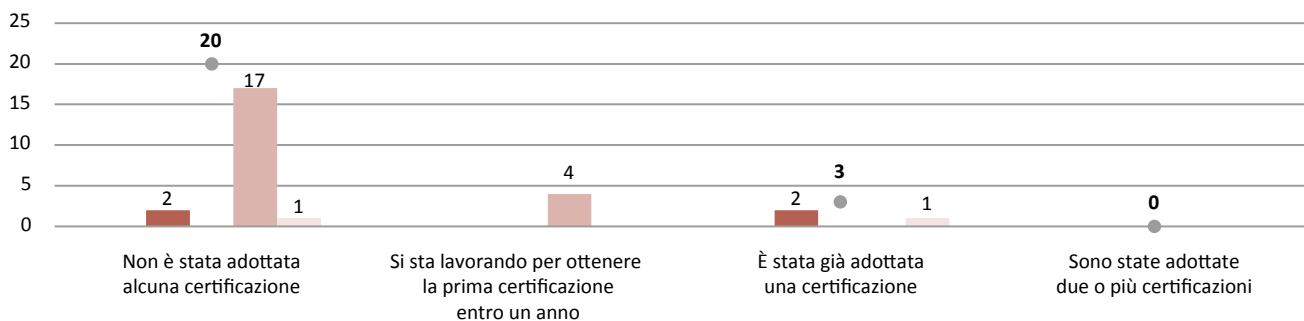 25
20
20
17
15
10
4
5
2
1
2
3
1
0
0
Non è stata adottata
alcuna certificazione
Si sta lavorando per ottenere
la prima certificazione
entro un anno
È stata già adottata
una certificazione
Sono state adottate
due o più certificazioni